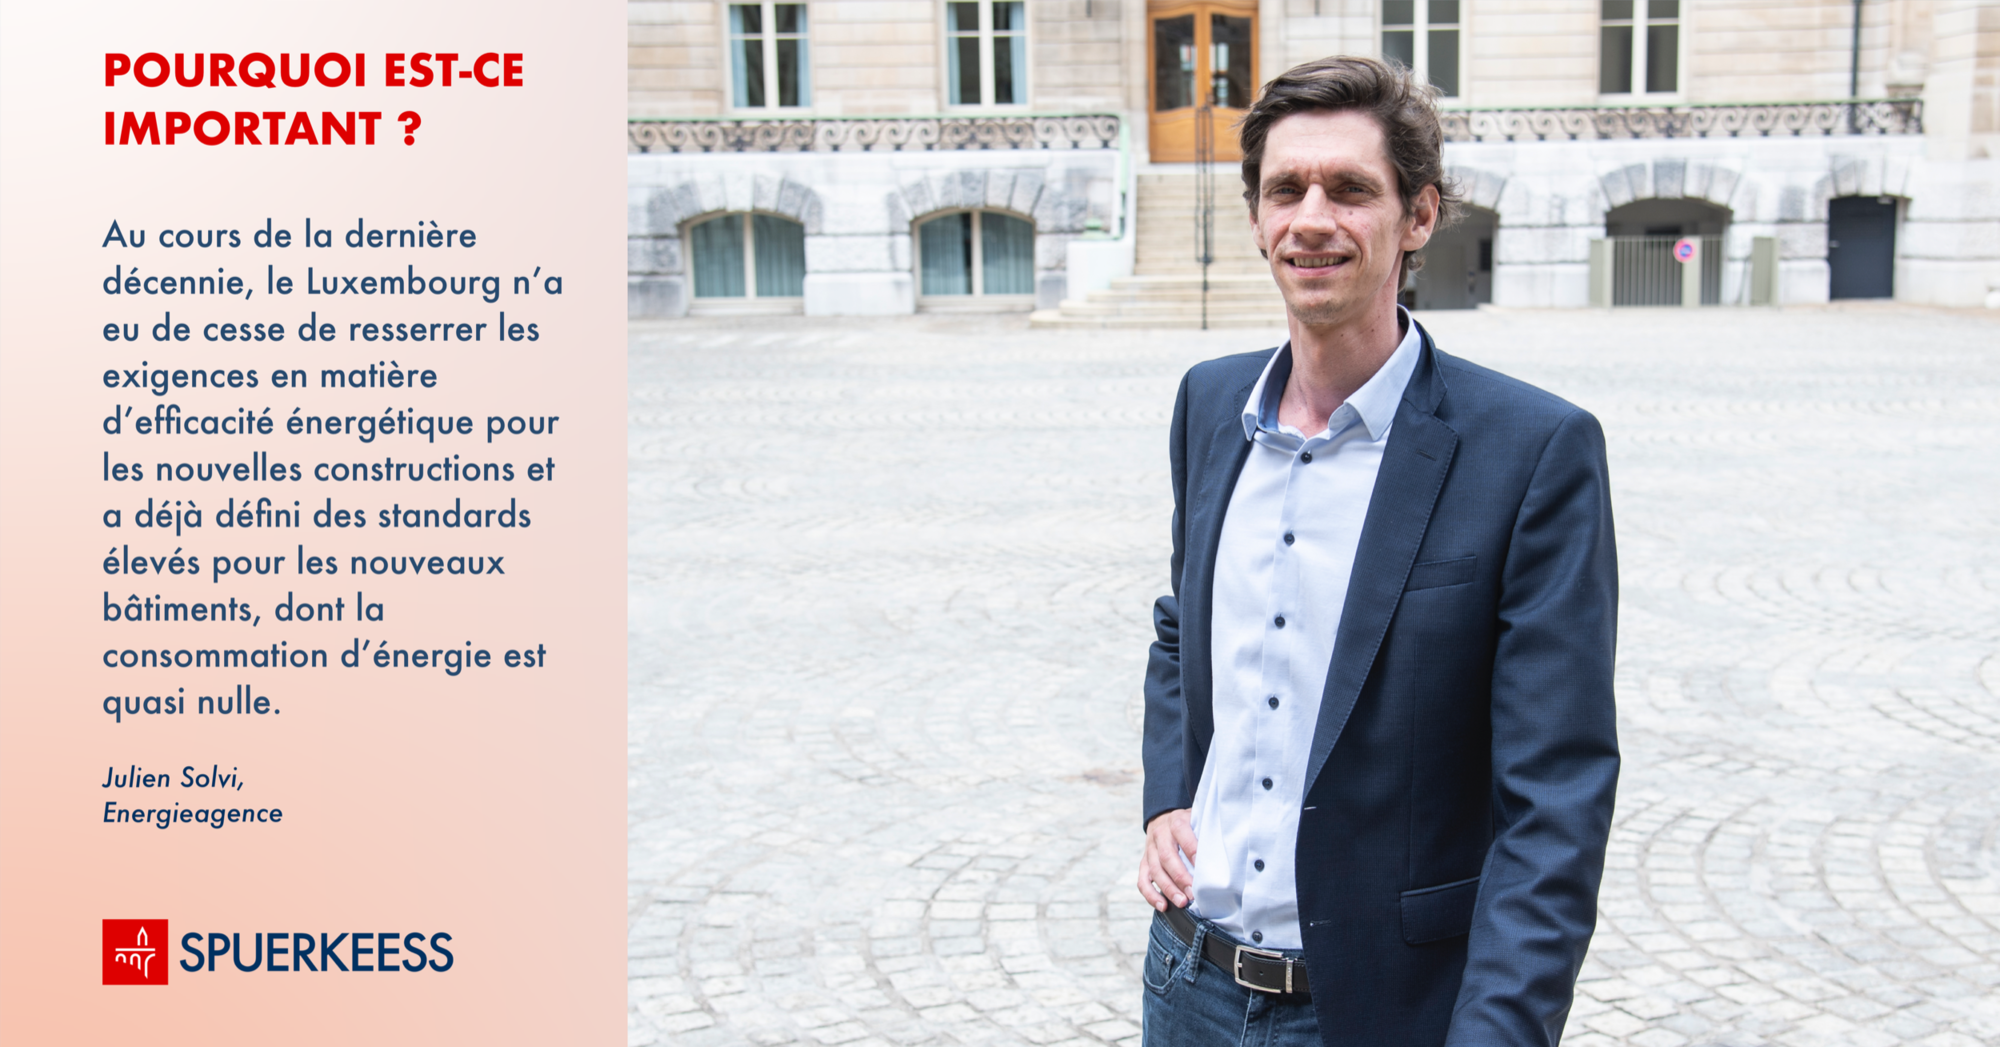 POURQUOI EST-CE
IMPORTANT ?
Au cours de la dernière
décennie, le Luxembourg n’a
eu de cesse de resserrer les
exigences en matière
d’efficacité énergétique pour
les nouvelles constructions et
a déjà défini des standards
élevés pour les nouveaux
bâtiments, dont la
consommation d’énergie est
quasi nulle.
Julien Solvi,
Energieagence
SPUERKEESS